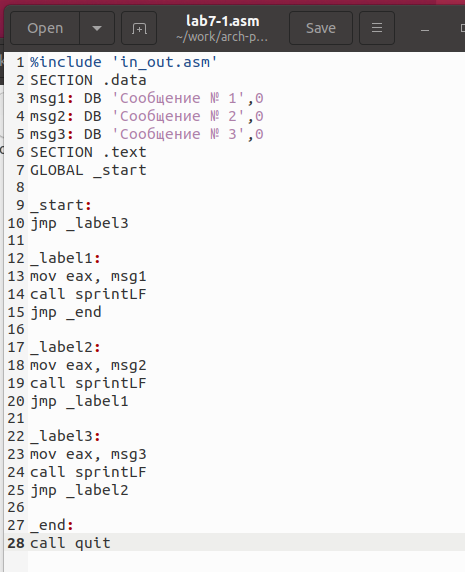 Open
lab7-1.asm
~/work/arch-p...
Save
1 %include 'in_out.asm'
2 SECTION .data
3 msg1: DB 'Сообщение № 1',0
4 msg2: DB 'Сообщение № 2',0
5 msg3: DB 'Сообщение № 3',0
6 SECTION .text
7 GLOBAL _start
8
9 _start:
10 jmp _label3
11
12 _label1:
13 mov eax, msg1
14 call sprintLF
15 jmp _end
16
17 _label2:
18 mov eax, msg2
19 call sprintLF
20 jmp _label1
21
22 _label3:
23 mov eax, msg3
24 call sprintLF
25 jmp _label2
26
27 _end:
28 call quit